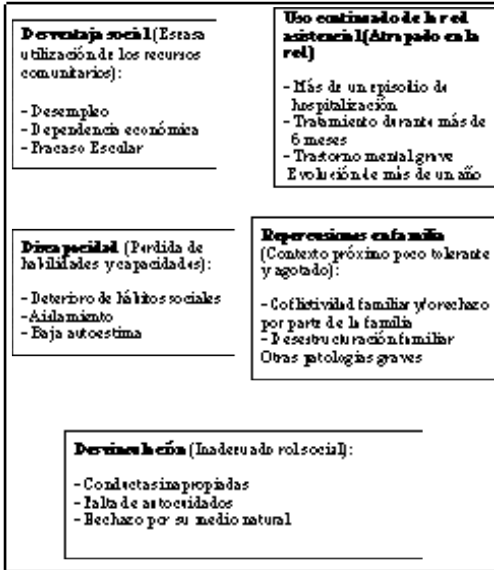 Desventaja social (Escasa
utilización de los recursos
comunitarios):
- Desempleo
- Dependencia económica
- Fracaso Escolar
Uso continuado de la red
asistencial (Atrapado en la
red)
- Más de un episodio de
hospitalización
- Tratamiento durante más de
6 meses
- Trastorno mental grave
Evolución de más de un año
Discapacidad (Perdida de
habilidades y capacidades):
- Deterioro de hábitos sociales
- Aislamiento
- Baja autoestima
Repercusiones en familia
(Contexto próximo poco tolerante
y agotado):
- Coflictividad familiar y/o rechazo
por parte de la familia
- Desestructuración familiar
Otras patologías graves
Desvinculación (Inadecuado rol social):
- Conductas inapropiadas
- Falta de autocuidados
- Rechazo por su medio natural